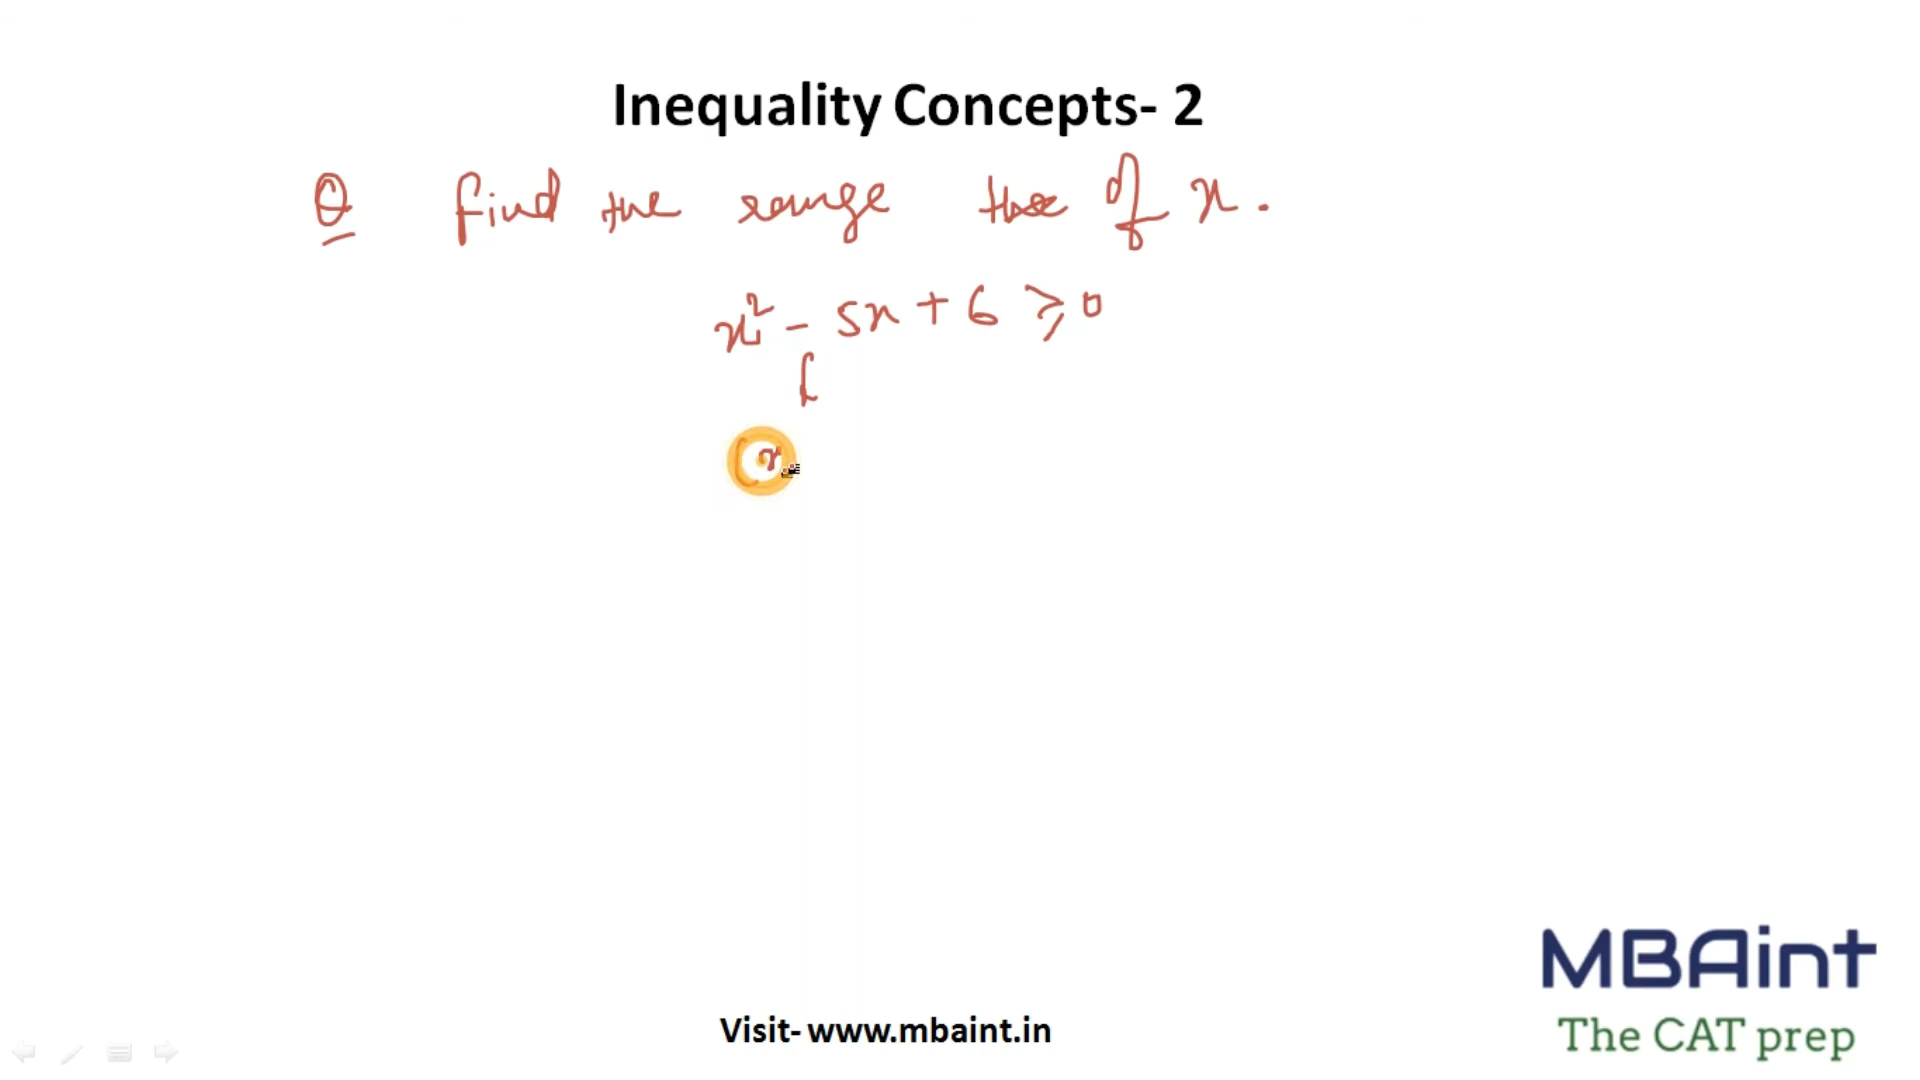 Inequality Concepts- 2
Q find the range the of x.
x² - 5x + 6 ≥ 0
(
(x
MBAint
The CAT prep
Visit- www.mbaint.in